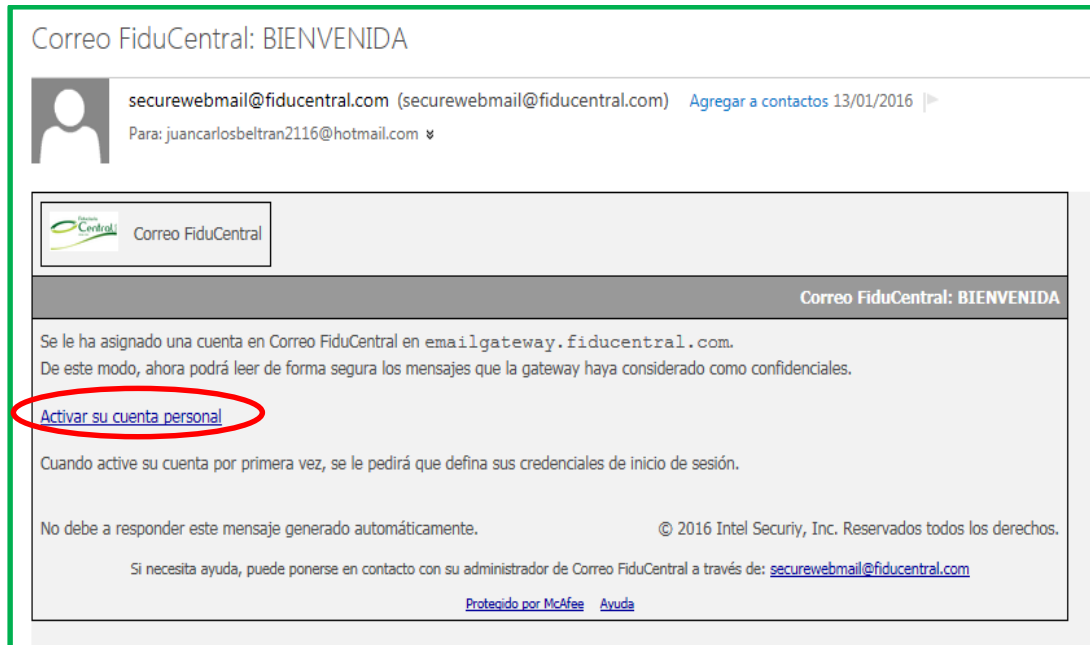 Correo FiduCentral: BIENVENIDA
securewebmail@fiducentral.com (securewebmail@fiducentral.com) Agregar a contactos 13/01/2016
Para: juancarlosbeltran2116@hotmail.com
Fiduciaria
Central
Correo FiduCentral
Correo FiduCentral: BIENVENIDA
Se le ha asignado una cuenta en Correo FiduCentral en emailgateway.fiducentral.com.
De este modo, ahora podrá leer de forma segura los mensajes que la gateway haya considerado como confidenciales.
Activar su cuenta personal
Cuando active su cuenta por primera vez, se le pedirá que defina sus credenciales de inicio de sesión.
No debe a responder este mensaje generado automáticamente. © 2016 Intel Securiy, Inc. Reservados todos los derechos.
Si necesita ayuda, puede ponerse en contacto con su administrador de Correo FiduCentral a través de: securewebmail@fiducentral.com
Protegido por McAfee Ayuda